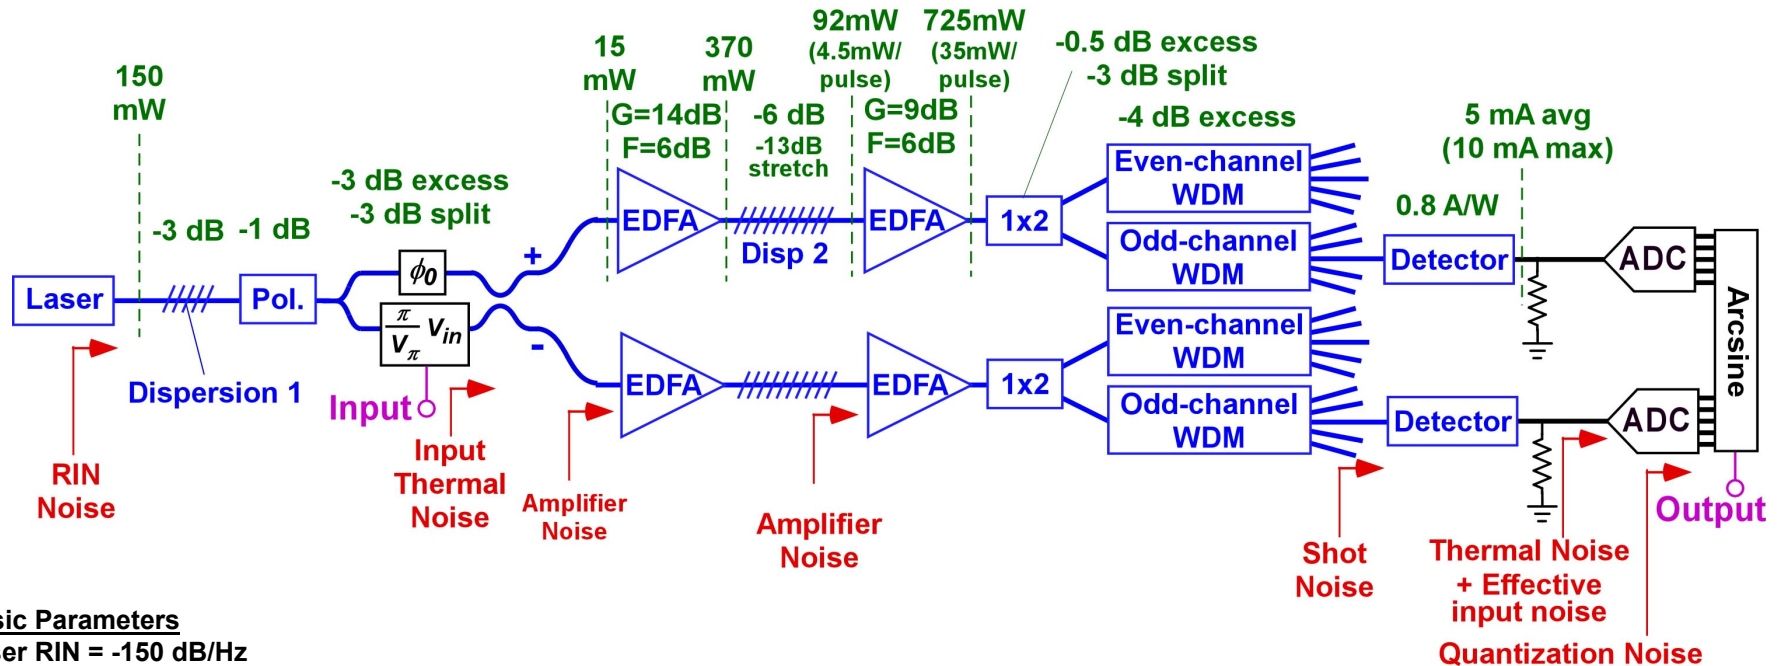 150
mW
-3 dB
-1 dB
-3 dB excess
-3 dB split
15
mW
370
mW
G=14dB
F=6dB
-6 dB
-13dB
stretch
92mW
(4.5mW/
pulse)
725mW
(35mW/
pulse)
G=9dB
F=6dB
-0.5 dB excess
-3 dB split
-4 dB excess
0.8 A/W
5 mA avg
(10 mA max)
Laser
Pol.
ϕ0
π
Vπ
Vin
+
-
EDFA
Disp 2
EDFA
1x2
Even-channel
WDM
Odd-channel
WDM
Detector
ADC
Arcsine
Dispersion 1
Input
EDFA
EDFA
1x2
Even-channel
WDM
Odd-channel
WDM
Detector
ADC
Output
RIN
Noise
Input
Thermal
Noise
Amplifier
Noise
Amplifier
Noise
Shot
Noise
Thermal Noise
+ Effective
input noise
Quantization Noise
sic Parameters
ser RIN = -150 dB/Hz